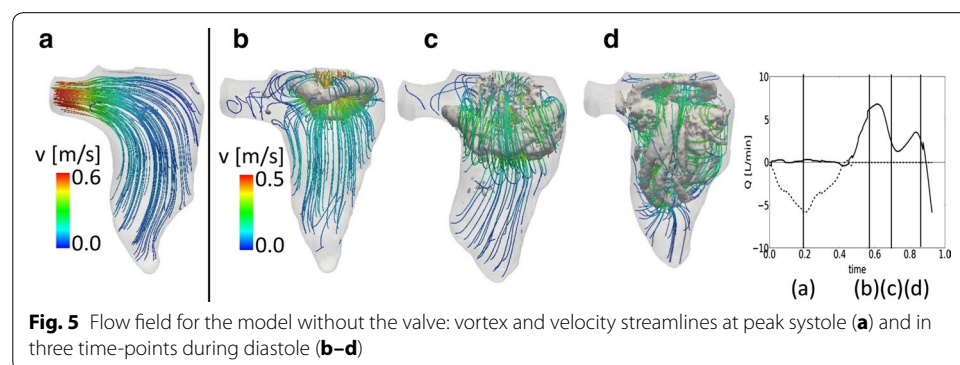 a
b
c
d
v [m/s]
0.6
0.0
v [m/s]
0.5
0.0
Q [L/min]
10
5
0
−5
−10
0.0 0.2 0.4 0.6 0.8 1.0
time
(a) (b)(c)(d)
Fig. 5 Flow field for the model without the valve: vortex and velocity streamlines at peak systole (a) and in
three time-points during diastole (b–d)